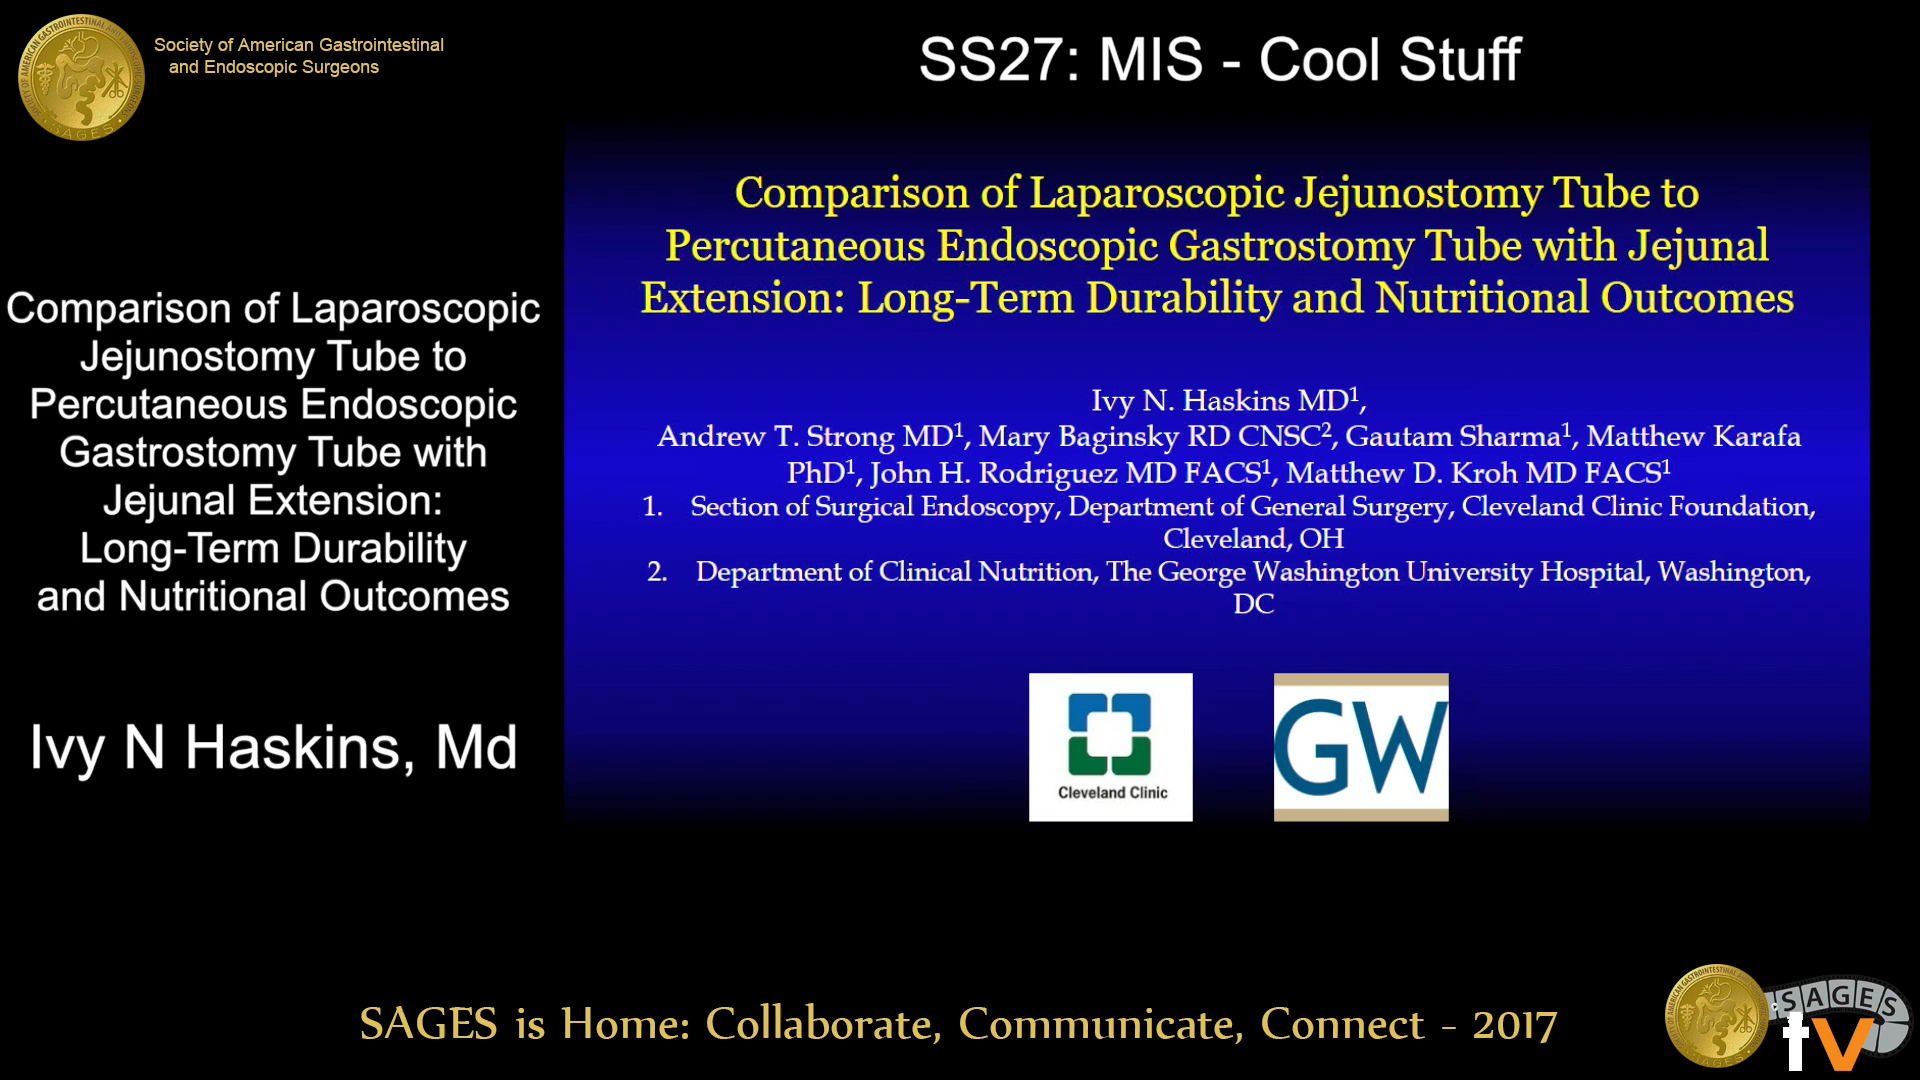 Society of American Gastrointestinal
and Endoscopic Surgeons
SAGES
SS27: MIS - Cool Stuff
Comparison of Laparoscopic
Jejunostomy Tube to
Percutaneous Endoscopic
Gastrostomy Tube with
Jejunal Extension:
Long-Term Durability
and Nutritional Outcomes
Ivy N Haskins, Md
Comparison of Laparoscopic Jejunostomy Tube to
Percutaneous Endoscopic Gastrostomy Tube with Jejunal
Extension: Long-Term Durability and Nutritional Outcomes
Ivy N. Haskins MD¹,
Andrew T. Strong MD¹, Mary Baginsky RD CNSC², Gautam Sharma¹, Matthew Karafa
PhD¹, John H. Rodriguez MD FACS¹, Matthew D. Kroh MD FACS¹
1. Section of Surgical Endoscopy, Department of General Surgery, Cleveland Clinic Foundation,
Cleveland, OH
2. Department of Clinical Nutrition, The George Washington University Hospital, Washington,
DC
Cleveland Clinic
GW
SAGES is Home: Collaborate, Communicate, Connect - 2017
SAGES
tv